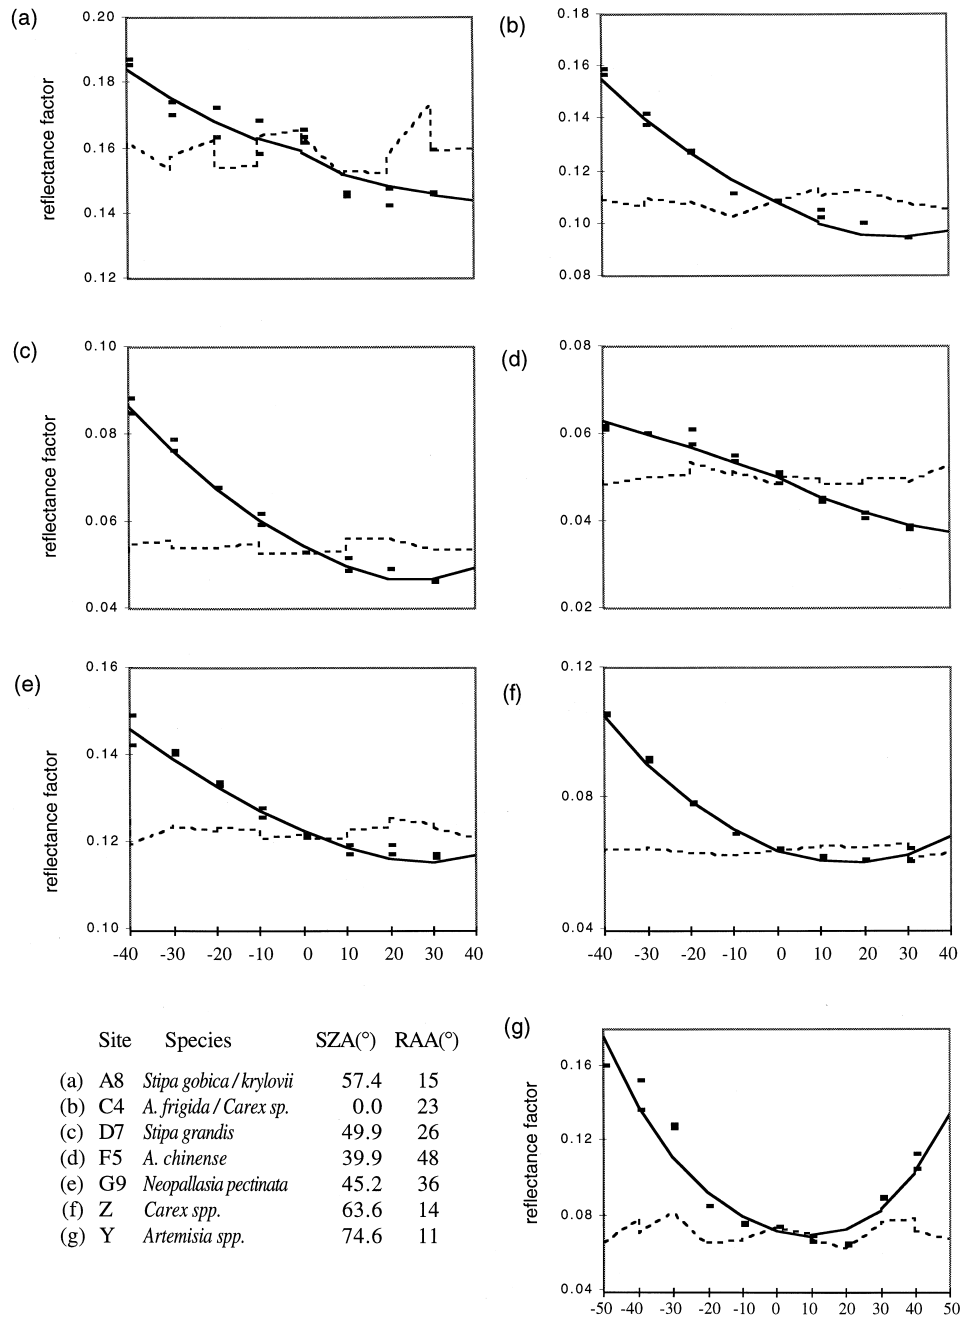 (a)
0.20
0.18
0.16
0.14
0.12
reflectance factor
(b)
0.18
0.16
0.14
0.12
0.10
0.08
(c)
0.10
0.08
0.06
0.04
reflectance factor
(d)
0.08
0.06
0.04
0.02
(e)
0.16
0.14
0.12
0.10
reflectance factor
-40 -30 -20 -10 0 10 20 30 40
(f)
0.12
0.08
0.04
-40 -30 -20 -10 0 10 20 30 40
Site Species SZA(°) RAA(°)
(a) A8 Stipa gobica / krylovii 57.4 15
(b) C4 A. frigida / Carex sp. 0.0 23
(c) D7 Stipa grandis 49.9 26
(d) F5 A. chinense 39.9 48
(e) G9 Neopallasia pectinata 45.2 36
(f) Z Carex spp. 63.6 14
(g) Y Artemisia spp. 74.6 11
(g)
0.16
0.12
0.08
0.04
reflectance factor
-50 -40 -30 -20 -10 0 10 20 30 40 50